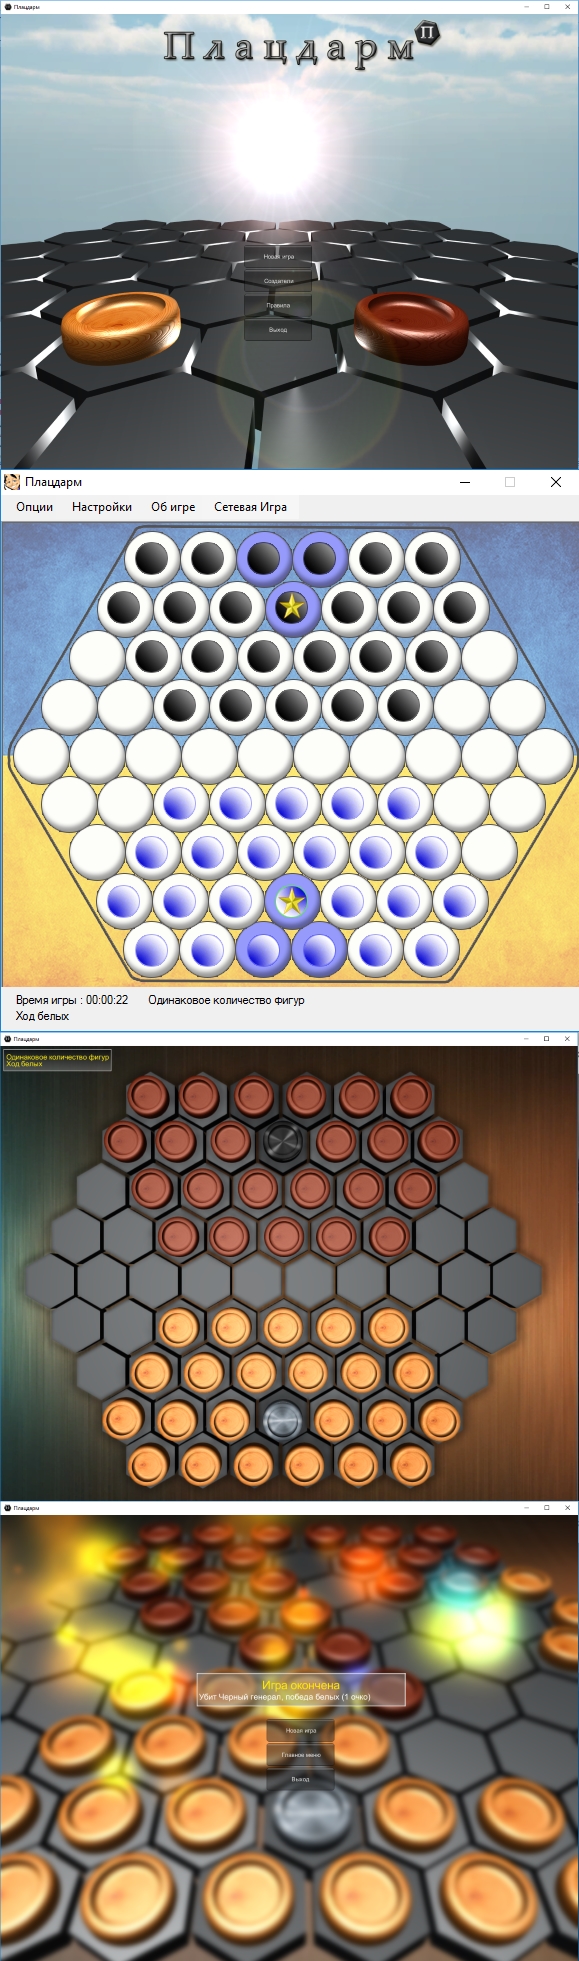 Плацдарм
Плацдарм П
Новая игра
Создатели
Правила
Выход
Плацдарм
Опции Настройки Об игре Сетевая Игра
Время игры : 00:00:22 Одинаковое количество фигур
Ход белых
Плацдарм
Одинаковое количество фигур
Ход белых
Плацдарм
Игра окончена
Убит Черный генерал, победа белых (1 очко)
Новая игра
Главное меню
Выход